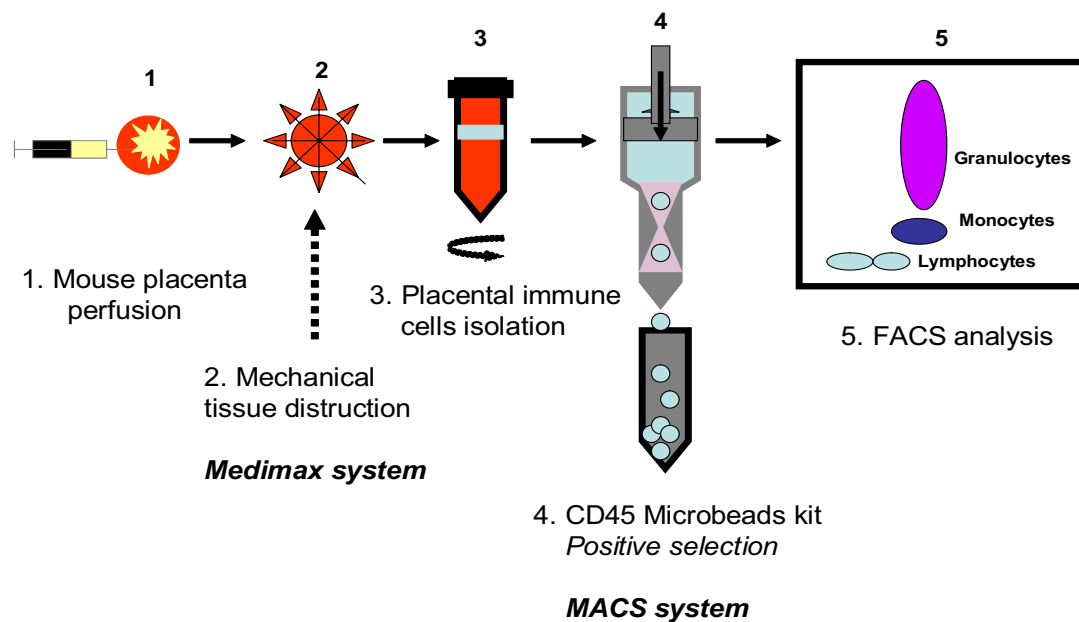 1
2
3
4
5
Granulocytes
Monocytes
Lymphocytes
1. Mouse placenta
perfusion
2. Mechanical
tissue distruction
Medimax system
3. Placental immune
cells isolation
4. CD45 Microbeads kit
Positive selection
MACS system
5. FACS analysis